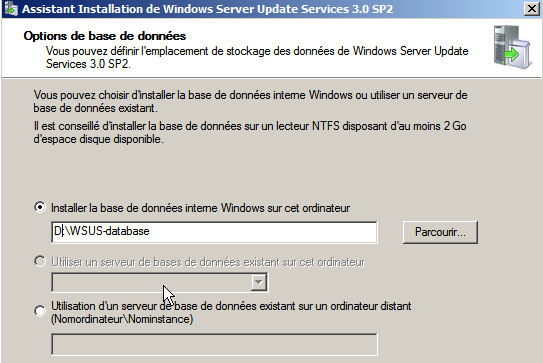 Assistant Installation de Windows Server Update Services 3.0 SP2
Options de base de données
Vous pouvez définir l'emplacement de stockage des données de Windows Server Update
Services 3.0 SP2.
Vous pouvez choisir d'installer la base de données interne Windows ou utiliser un serveur de
base de données existant.
Il est conseillé d'installer la base de données sur un lecteur NTFS disposant d'au moins 2 Go
d'espace disque disponible.
Installer la base de données interne Windows sur cet ordinateur
D:\WSUS-database
Parcourir...
Utiliser un serveur de bases de données existant sur cet ordinateur
Utilisation d'un serveur de base de données existant sur un ordinateur distant
(Nomordinateur\Nominstance)